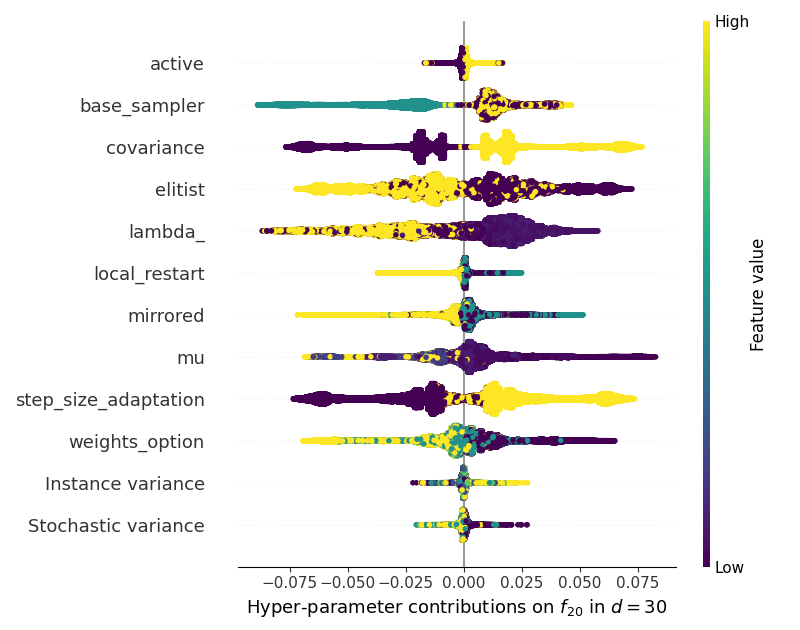 High
active
base_sampler
covariance
elitist
lambda_
local_restart
mirrored
mu
step_size_adaptation
weights_option
Instance variance
Stochastic variance
Feature value
Low
−0.075 −0.050 −0.025 0.000 0.025 0.050 0.075
Hyper-parameter contributions on $f_{20}$ in $d = 30$